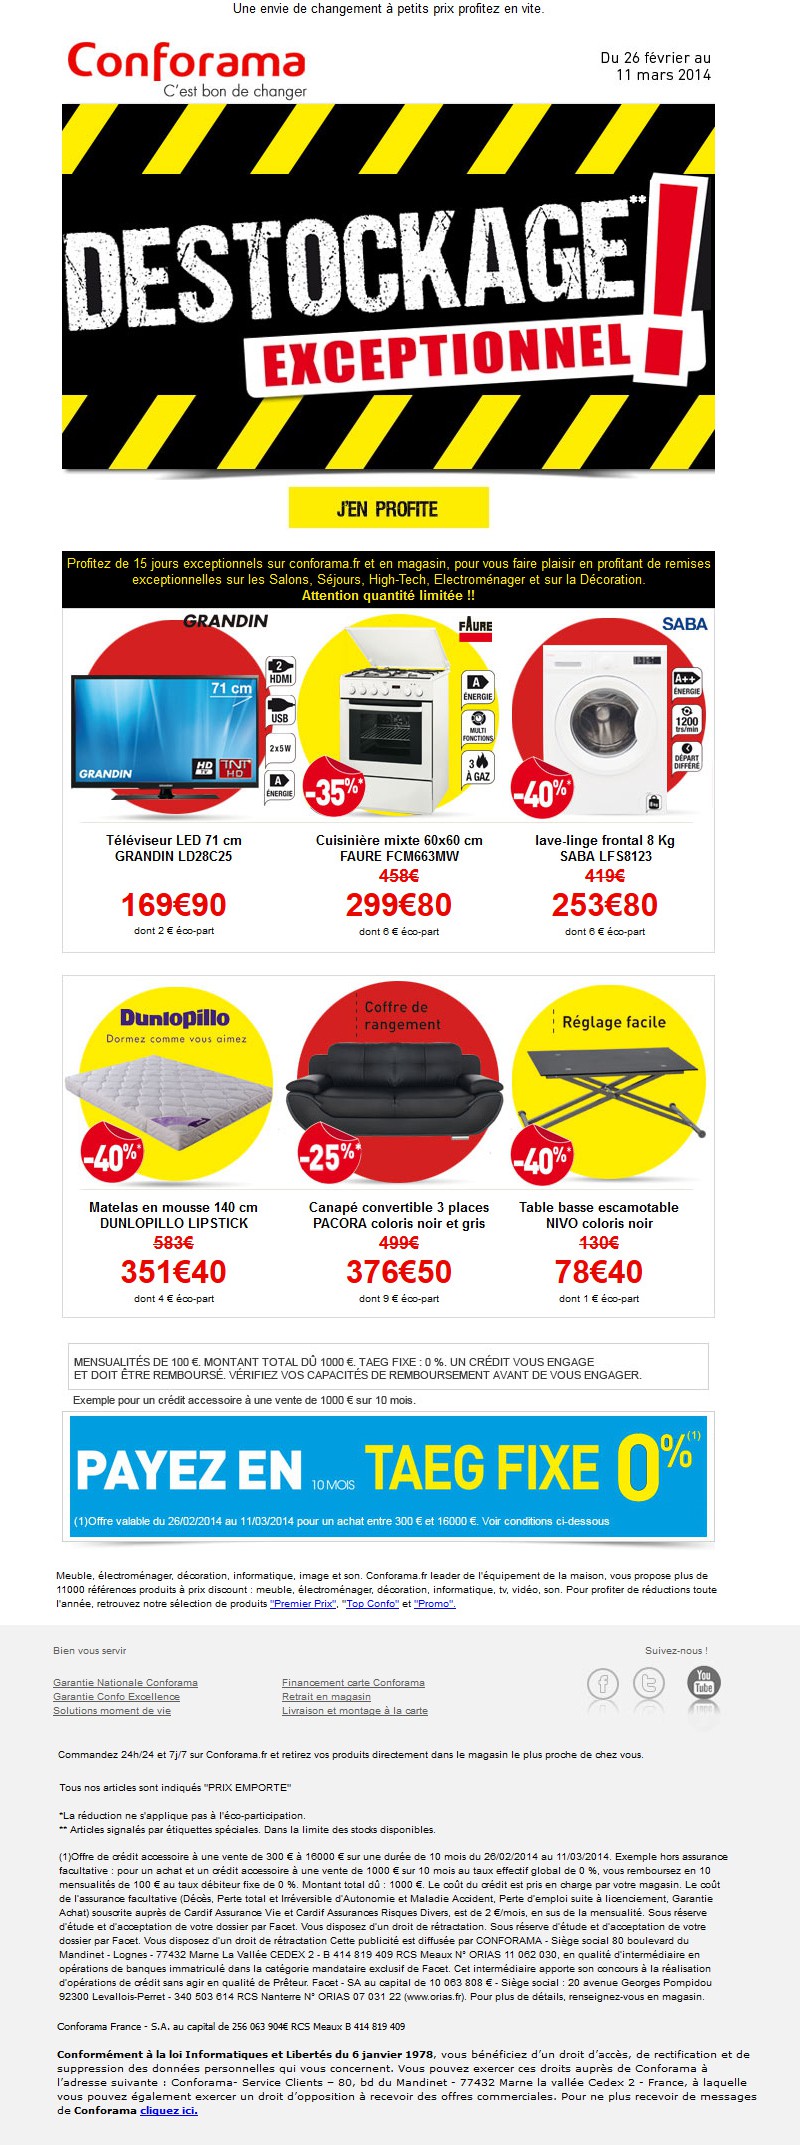 Une envie de changement à petits prix profitez en vite.
Conforama
C'est bon de changer
Du 26 février au
11 mars 2014
DESTOCKAGE**
EXCEPTIONNEL !
J'EN PROFITE
Profitez de 15 jours exceptionnels sur conforama.fr et en magasin, pour vous faire plaisir en profitant de remises
exceptionnelles sur les Salons, Séjours, High-Tech, Electroménager et sur la Décoration.
Attention quantité limitée !!
GRANDIN
71 cm
2 HDMI
USB
2x5W
A ÉNERGIE
HD TV
TNT HD
GRANDIN
Téléviseur LED 71 cm
GRANDIN LD28C25
169€90
dont 2 € éco-part
FAURE
A ÉNERGIE
MULTI FONCTIONS
3 À GAZ
-35%*
Cuisinière mixte 60x60 cm
FAURE FCM663MW
458€
299€80
dont 6 € éco-part
SABA
A++ ÉNERGIE
1200 trs/min
DÉPART DIFFÉRÉ
-40%*
lave-linge frontal 8 Kg
SABA LFS8123
419€
253€80
dont 6 € éco-part
Dunlopillo
Dormez comme vous aimez
-40%*
Matelas en mousse 140 cm
DUNLOPILLO LIPSTICK
583€
351€40
dont 4 € éco-part
Coffre de
rangement
-25%*
Canapé convertible 3 places
PACORA coloris noir et gris
499€
376€50
dont 9 € éco-part
Réglage facile
-40%*
Table basse escamotable
NIVO coloris noir
130€
78€40
dont 1 € éco-part
MENSUALITÉS DE 100 €. MONTANT TOTAL DÛ 1000 €. TAEG FIXE : 0 %. UN CRÉDIT VOUS ENGAGE
ET DOIT ÊTRE REMBOURSÉ. VÉRIFIEZ VOS CAPACITÉS DE REMBOURSEMENT AVANT DE VOUS ENGAGER.
Exemple pour un crédit accessoire à une vente de 1000 € sur 10 mois.
PAYEZ EN 10 MOIS TAEG FIXE 0%(1)
(1)Offre valable du 26/02/2014 au 11/03/2014 pour un achat entre 300 € et 16000 €. Voir conditions ci-dessous
Meuble, électroménager, décoration, informatique, image et son. Conforama.fr leader de l'équipement de la maison, vous propose plus de
11000 références produits à prix discount : meuble, électroménager, décoration, informatique, tv, vidéo, son. Pour profiter de réductions toute
l'année, retrouvez notre sélection de produits "Premier Prix", "Top Confo" et "Promo".
Bien vous servir
Suivez-nous !
Garantie Nationale Conforama
Garantie Confo Excellence
Solutions moment de vie
Financement carte Conforama
Retrait en magasin
Livraison et montage à la carte
You Tube
Commandez 24h/24 et 7j/7 sur Conforama.fr et retirez vos produits directement dans le magasin le plus proche de chez vous.
Tous nos articles sont indiqués "PRIX EMPORTE"
*La réduction ne s'applique pas à l'éco-participation.
** Articles signalés par étiquettes spéciales. Dans la limite des stocks disponibles.
(1)Offre de crédit accessoire à une vente de 300 € à 16000 € sur une durée de 10 mois du 26/02/2014 au 11/03/2014. Exemple hors assurance
facultative : pour un achat et un crédit accessoire à une vente de 1000 € sur 10 mois au taux effectif global de 0 %, vous remboursez en 10
mensualités de 100 € au taux débiteur fixe de 0 %. Montant total dû : 1000 €. Le coût du crédit est pris en charge par votre magasin. Le coût
de l'assurance facultative (Décès, Perte total et Irréversible d'Autonomie et Maladie Accident, Perte d'emploi suite à licenciement, Garantie
Achat) souscrite auprès de Cardif Assurance Vie et Cardif Assurances Risques Divers, est de 2 €/mois, en sus de la mensualité. Sous réserve
d'étude et d'acceptation de votre dossier par Facet. Vous disposez d'un droit de rétractation. Sous réserve d'étude et d'acceptation de votre
dossier par Facet. Vous disposez d'un droit de rétractation Cette publicité est diffusée par CONFORAMA - Siège social 80 boulevard du
Mandinet - Lognes - 77432 Marne La Vallée CEDEX 2 - B 414 819 409 RCS Meaux N° ORIAS 11 062 030, en qualité d'intermédiaire en
opérations de banques immatriculé dans la catégorie mandataire exclusif de Facet. Cet intermédiaire apporte son concours à la réalisation
d'opérations de crédit sans agir en qualité de Prêteur. Facet - SA au capital de 10 063 808 € - Siège social : 20 avenue Georges Pompidou
92300 Levallois-Perret - 340 503 614 RCS Nanterre N° ORIAS 07 031 22 (www.orias.fr). Pour plus de détails, renseignez-vous en magasin.
Conforama France - S.A. au capital de 256 063 904€ RCS Meaux B 414 819 409
Conformément à la loi Informatiques et Libertés du 6 janvier 1978, vous bénéficiez d'un droit d'accès, de rectification et de
suppression des données personnelles qui vous concernent. Vous pouvez exercer ces droits auprès de Conforama à
l'adresse suivante : Conforama- Service Clients – 80, bd du Mandinet - 77432 Marne la vallée Cedex 2 - France, à laquelle
vous pouvez également exercer un droit d'opposition à recevoir des offres commerciales. Pour ne plus recevoir de messages
de Conforama cliquez ici.